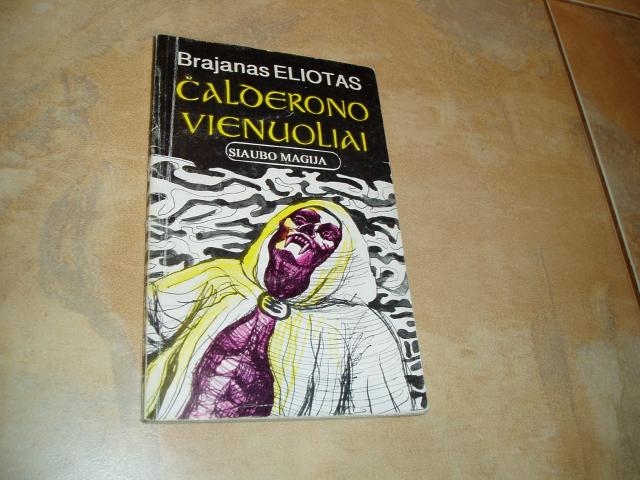 Brajanas ELIOTAS
ČALDERONO
VIENUOLIAI
SIAUBO MAGIJA